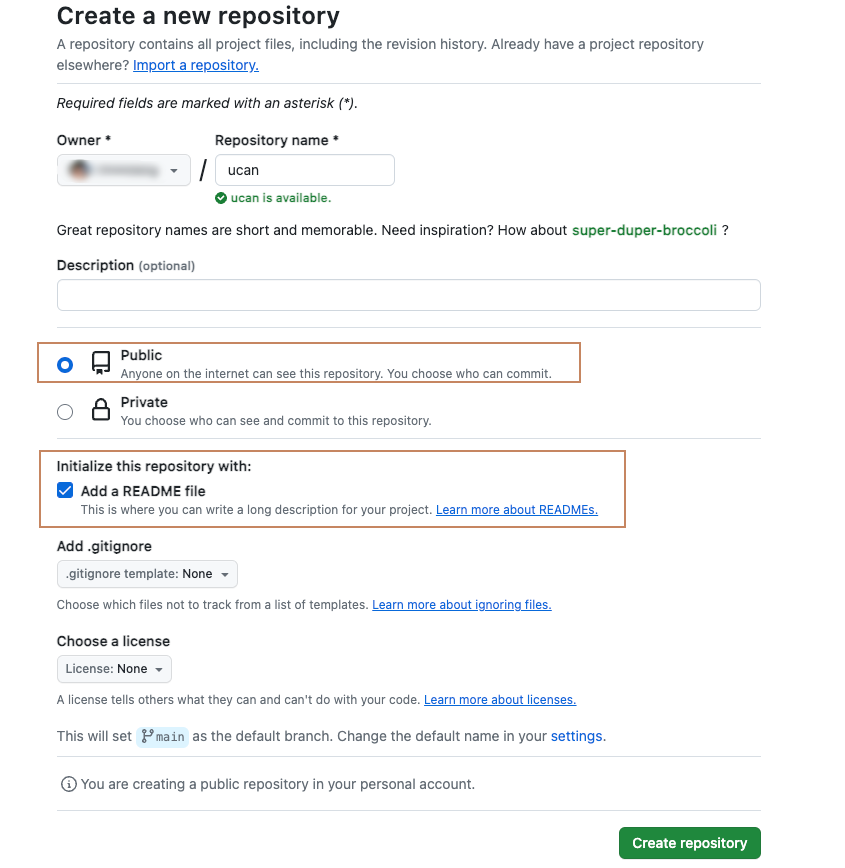 Create a new repository
A repository contains all project files, including the revision history. Already have a project repository
elsewhere? Import a repository.
Required fields are marked with an asterisk (*).
Owner *
Repository name *
/
ucan
ucan is available.
Great repository names are short and memorable. Need inspiration? How about super-duper-broccoli ?
Description (optional)
Public
Anyone on the internet can see this repository. You choose who can commit.
Private
You choose who can see and commit to this repository.
Initialize this repository with:
Add a README file
This is where you can write a long description for your project. Learn more about READMEs.
Add .gitignore
.gitignore template: None
Choose which files not to track from a list of templates. Learn more about ignoring files.
Choose a license
License: None
A license tells others what they can and can't do with your code. Learn more about licenses.
This will set main as the default branch. Change the default name in your settings.
You are creating a public repository in your personal account.
Create repository